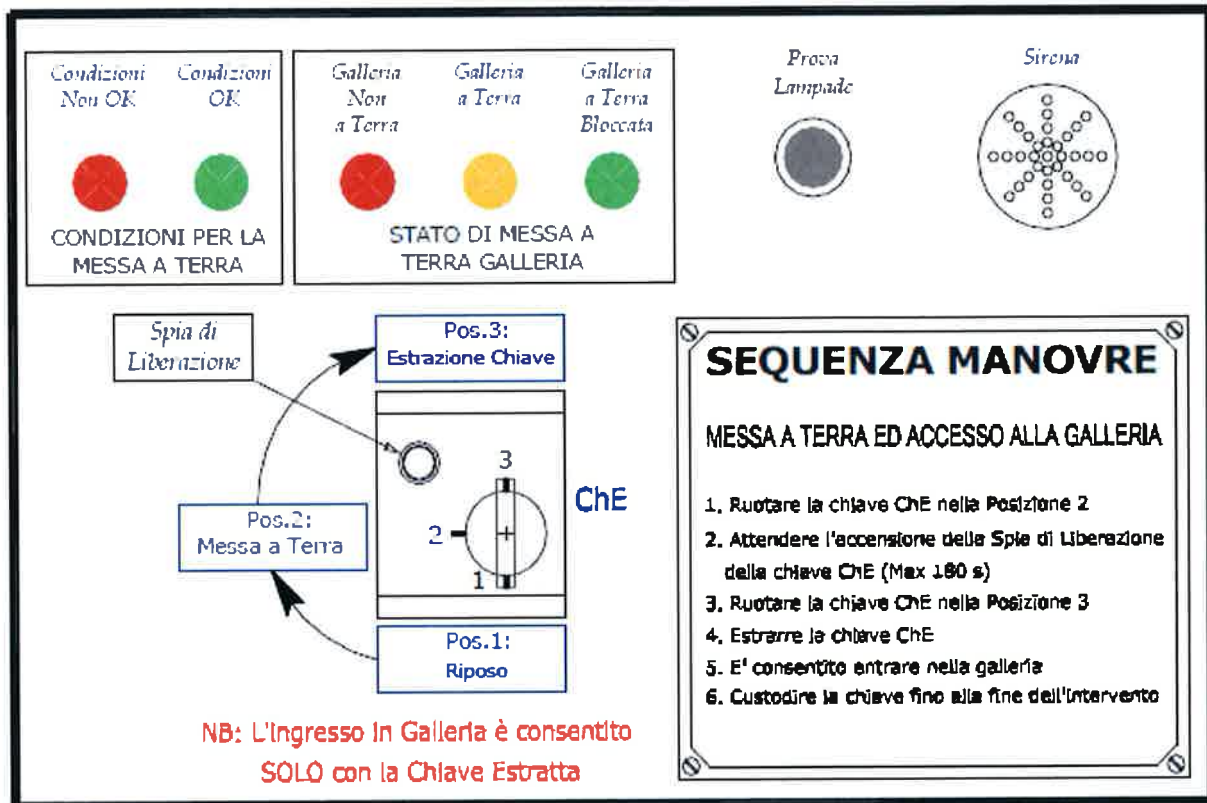 Condizioni
Non OK
Condizioni
OK
CONDIZIONI PER LA
MESSA A TERRA
Galleria
Non
a Terra
Galleria
a Terra
Galleria
a Terra
Bloccata
STATO DI MESSA A
TERRA GALLERIA
Prova
Lampade
Sirena
Spia di
Liberazione
Pos.3:
Estrazione Chiave
3
2
1
ChE
Pos.2:
Messa a Terra
Pos.1:
Riposo
NB: L'Ingresso in Galleria è consentito
SOLO con la Chiave Estratta
SEQUENZA MANOVRE
MESSA A TERRA ED ACCESSO ALLA GALLERIA
1. Ruotare la chiave ChE nella Posizione 2
2. Attendere l'accensione della Spia di Liberazione
della chiave ChE (Max 180 s)
3. Ruotare la chiave ChE nella Posizione 3
4. Estrarre la chiave ChE
5. E' consentito entrare nella galleria
6. Custodire la chiave fino alla fine dell'intervento